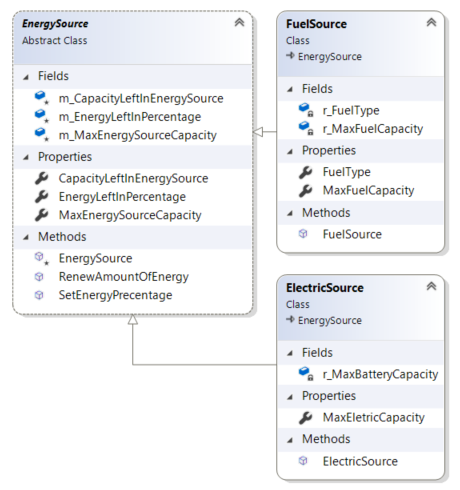 EnergySource
Abstract Class
Fields
m_CapacityLeftInEnergySource
m_EnergyLeftInPercentage
m_MaxEnergySourceCapacity
Properties
CapacityLeftInEnergySource
EnergyLeftInPercentage
MaxEnergySourceCapacity
Methods
EnergySource
RenewAmountOfEnergy
SetEnergyPrecentage
FuelSource
Class
EnergySource
Fields
r_FuelType
r_MaxFuelCapacity
Properties
FuelType
MaxFuelCapacity
Methods
FuelSource
ElectricSource
Class
EnergySource
Fields
r_MaxBatteryCapacity
Properties
MaxEletricCapacity
Methods
ElectricSource